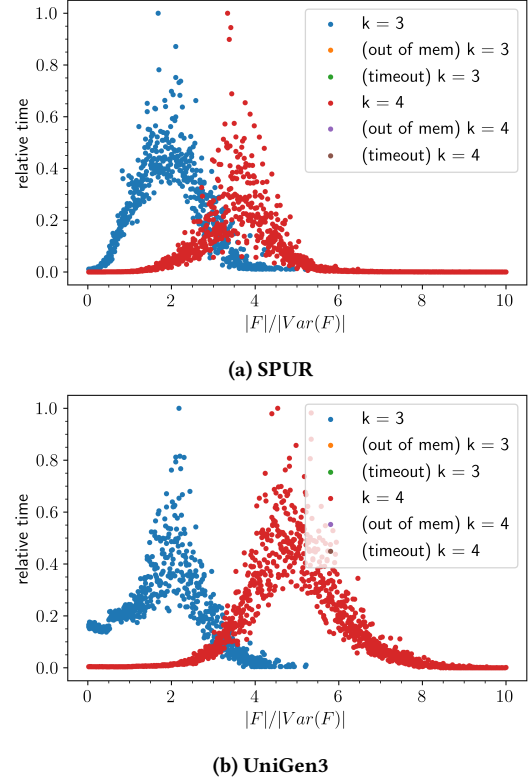 1.0
0.8
0.6
0.4
0.2
0.0
relative time
k = 3
(out of mem) k = 3
(timeout) k = 3
k = 4
(out of mem) k = 4
(timeout) k = 4
0 2 4 6 8 10
|F|/|Var(F)|
(a) SPUR
1.0
0.8
0.6
0.4
0.2
0.0
relative time
k = 3
(out of mem) k = 3
(timeout) k = 3
k = 4
(out of mem) k = 4
(timeout) k = 4
0 2 4 6 8 10
|F|/|Var(F)|
(b) UniGen3